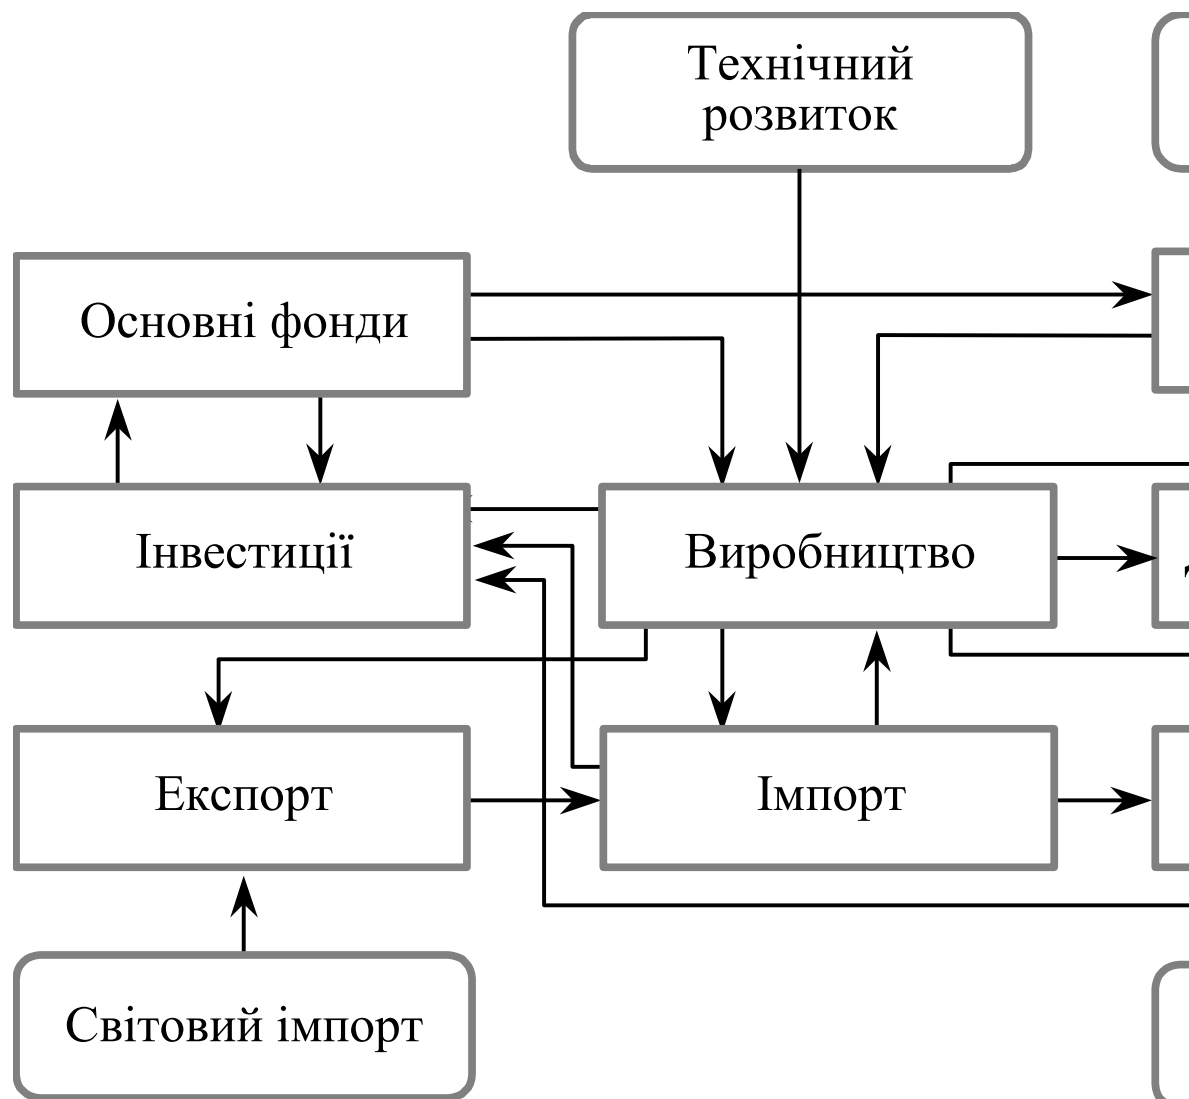 Технічний
розвиток
Основні фонди
Інвестиції
Виробництво
Експорт
Імпорт
Світовий імпорт